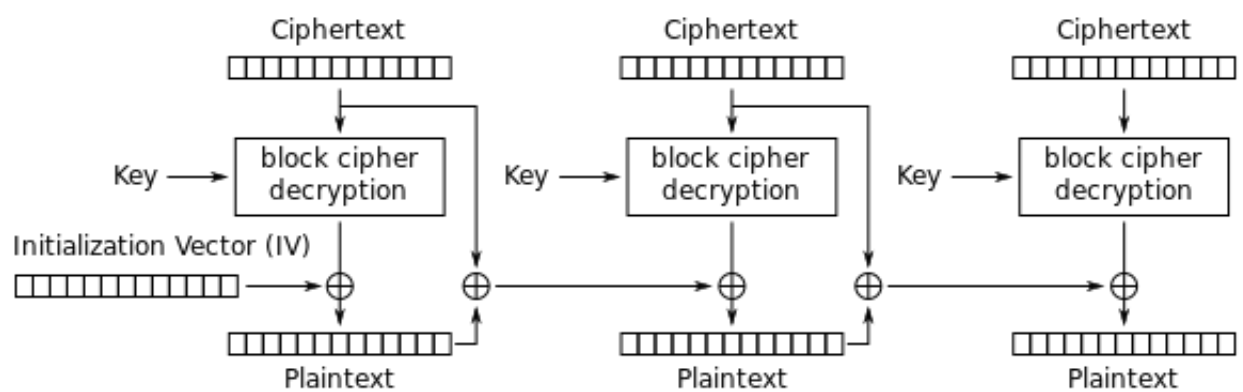 Ciphertext
Ciphertext
Ciphertext
Key
block cipher
decryption
Key
block cipher
decryption
Key
block cipher
decryption
Initialization Vector (IV)
Plaintext
Plaintext
Plaintext